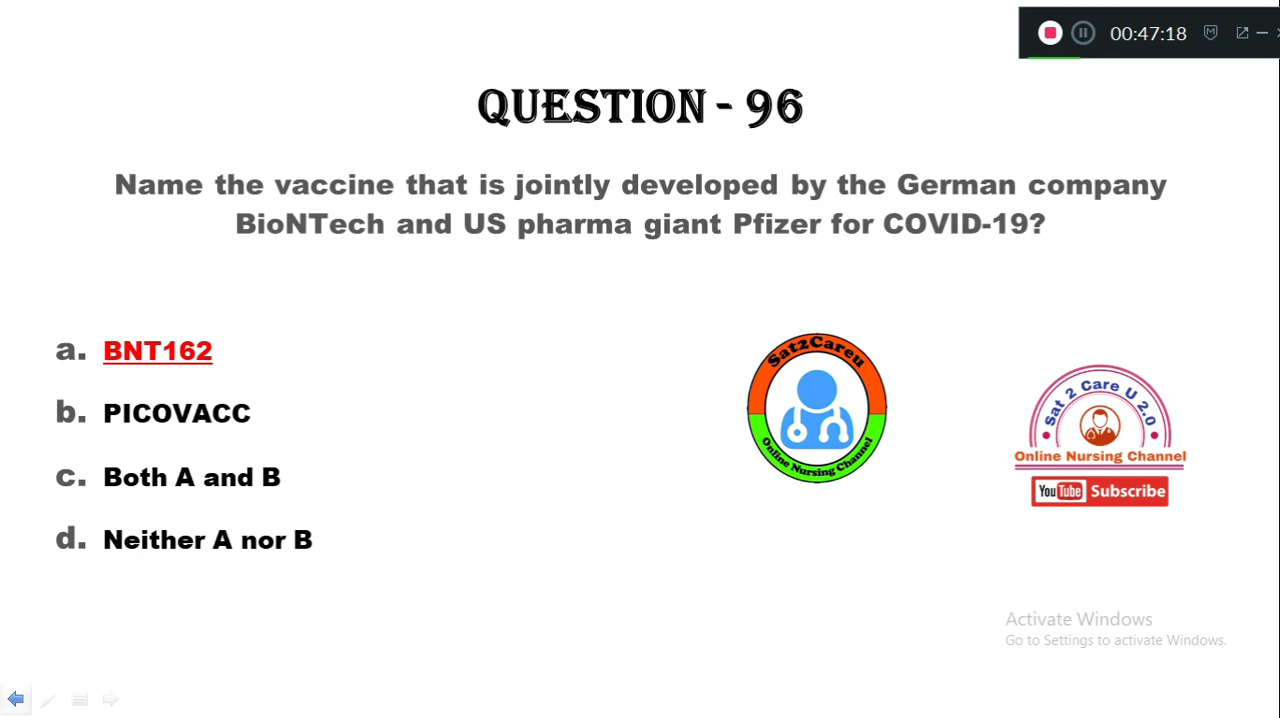 00:47:18
QUESTION - 96
Name the vaccine that is jointly developed by the German company
BioNTech and US pharma giant Pfizer for COVID-19?
a. BNT162
b. PICOVACC
c. Both A and B
d. Neither A nor B
Sat2Careu
Online Nursing Channel
Sat 2 Care U 2.0
Online Nursing Channel
YouTube Subscribe
Activate Windows
Go to Settings to activate Windows.